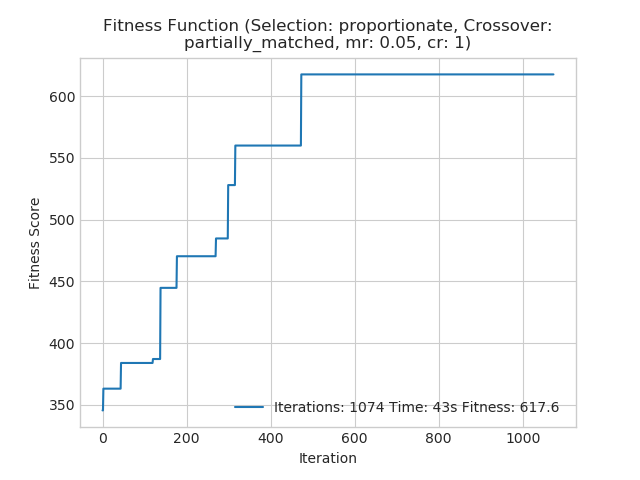 Fitness Function (Selection: proportionate, Crossover:
partially_matched, mr: 0.05, cr: 1)
600
550
500
450
400
350
Fitness Score
Iterations: 1074 Time: 43s Fitness: 617.6
0 200 400 600 800 1000
Iteration